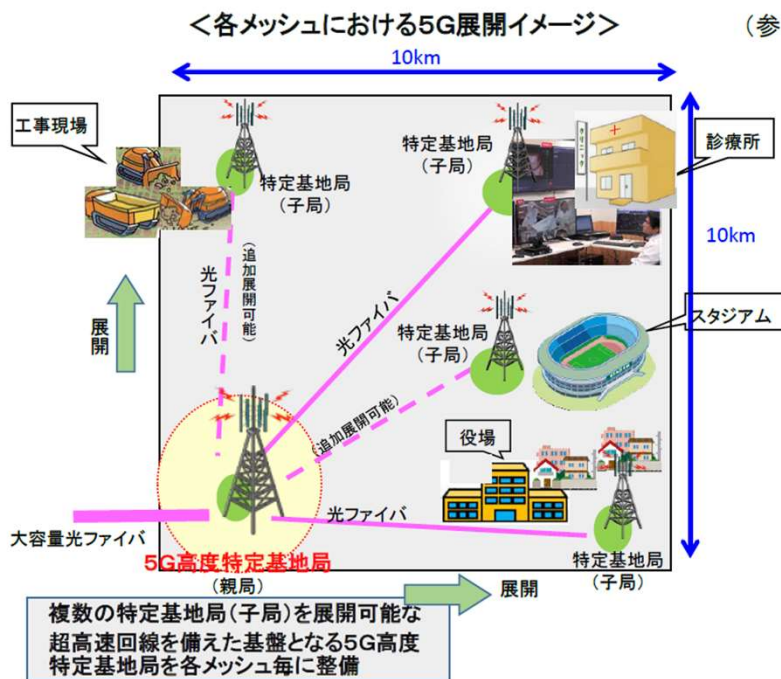 <各メッシュにおける5G展開イメージ>
(参
10km
工事現場
特定基地局
(子局)
特定基地局
(子局)
クリニック
診療所
10km
展開
光ファイバ
(追加展開可能)
光ファイバ
特定基地局
(子局)
スタジアム
(追加展開可能)
役場
大容量光ファイバ
光ファイバ
5G高度特定基地局
(親局)
特定基地局
(子局)
展開
複数の特定基地局(子局)を展開可能な
超高速回線を備えた基盤となる5G高度
特定基地局を各メッシュ毎に整備